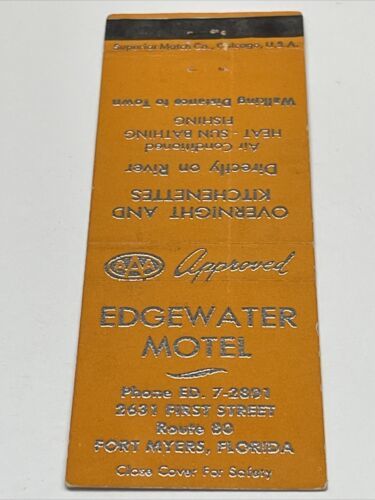 Superior Match Co., Chicago, U.S.A.
OVERNIGHT AND
KITCHENETTES
Directly on River
Air Conditioned
HEAT - SUN BATHING
FISHING
Walking Distance to Town
AAA Approved
EDGEWATER
MOTEL
Phone ED. 7-2801
2631 FIRST STREET
Route 80
FORT MYERS, FLORIDA
Close Cover For Safety